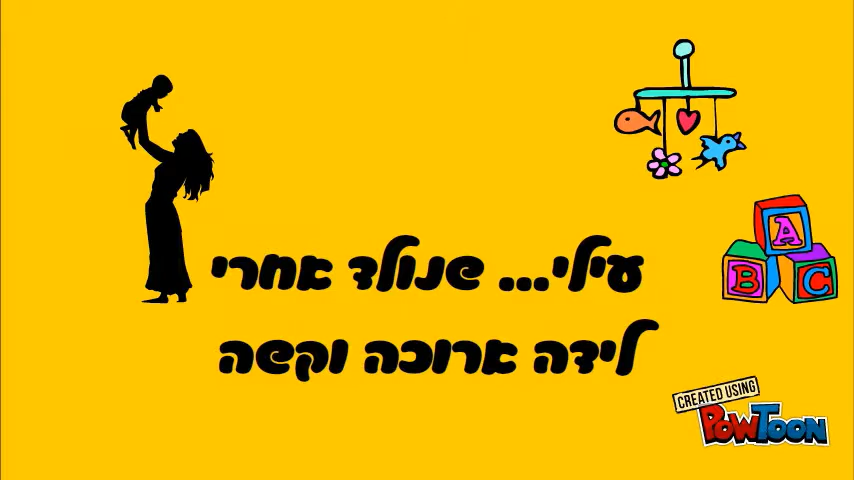 עילי... שנולד אחרי
לידה ארוכה וקשה
A
B C
CREATED USING
POWTOON